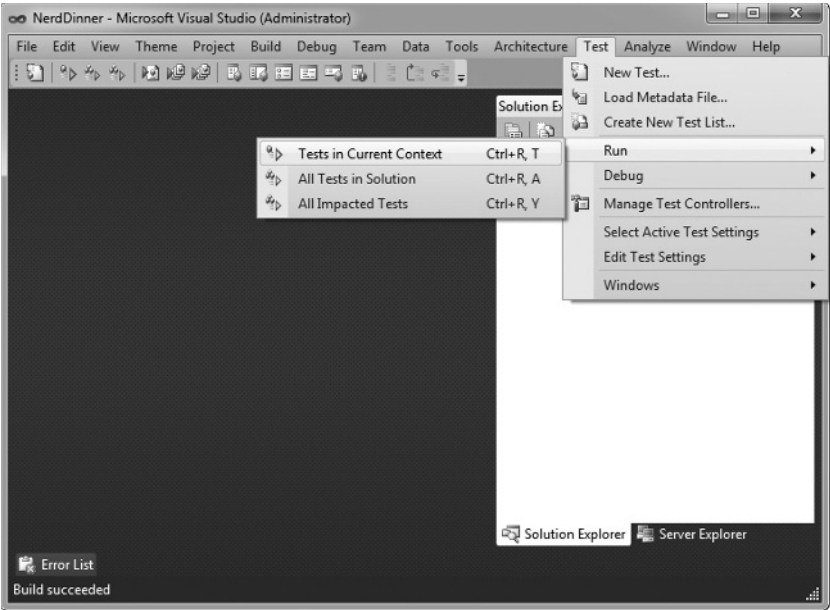 NerdDinner - Microsoft Visual Studio (Administrator)
File Edit View Theme Project Build Debug Team Data Tools Architecture Test Analyze Window Help
New Test...
Load Metadata File...
Create New Test List...
Run
Debug
Manage Test Controllers...
Select Active Test Settings
Edit Test Settings
Windows
Solution Ex
Tests in Current Context Ctrl+R, T
All Tests in Solution Ctrl+R, A
All Impacted Tests Ctrl+R, Y
Solution Explorer Server Explorer
Error List
Build succeeded